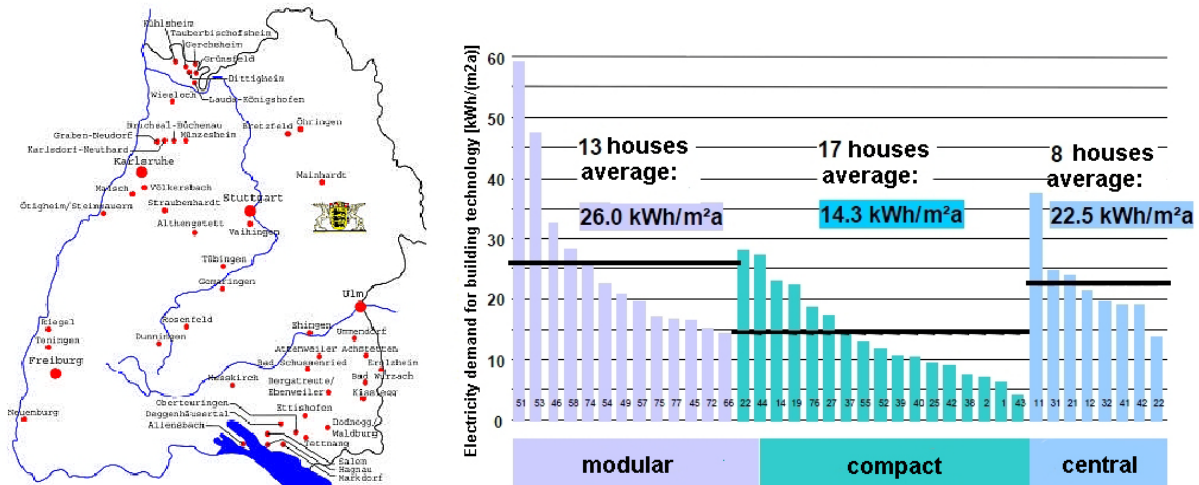 Kühlsheim
Tauberbischofsheim
Gerchsheim
Grünsfeld
Dittigheim
Lauda-Königshofen
Wiesloch
Bruchsal-Büchenau
Bretzfeld
Öhringen
Graben-Neudorf
Münzesheim
Karlsdorf-Neuthard
Karlsruhe
Mainhardt
Malsch
Völkersbach
Ötigheim/Steinmauern
Straubenhardt
Stuttgart
Althengstett
Vaihingen
Tübingen
Gomaringen
Ulm
Riegel
Rosenfeld
Ehingen
Ummendorf
Teningen
Dunningen
Attenweiler
Achstetten
Freiburg
Bad Schussenried
Erolzheim
Messkirch
Bad Wurzach
Bergatreute/
Ebenweiler
Kisslegg
Neuenburg
Oberteuringen
Ettishofen
Deggenhäusertal
Bodnegg
Allensbach
Waldburg
Tettnang
Salem
Hagnau
Markdorf
Electricity demand for building technology [kWh/(m2a)]
60
50
40
30
20
10
0
13 houses
average:
26.0 kWh/m²a
17 houses
average:
14.3 kWh/m²a
8 houses
average:
22.5 kWh/m²a
51 53 46 58 74 54 49 57 75 77 45 72 66 22 44 14 19 76 27 37 55 52 39 40 25 42 36 2 1 43 11 31 21 12 32 41 42 22
modular
compact
central